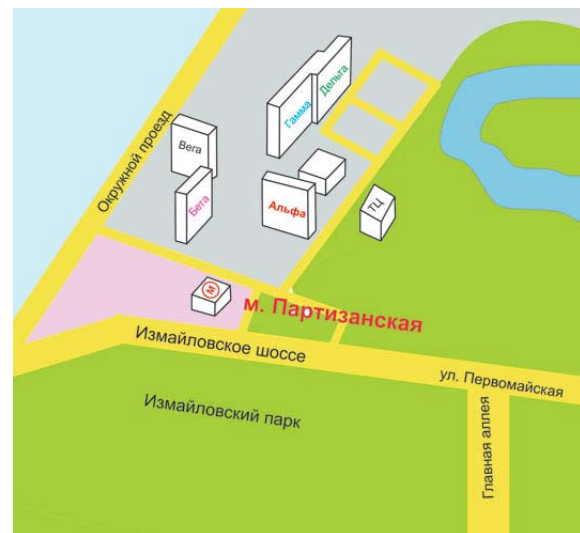 Дельта
Гамма
Вега
Окружной проезд
Бета
Альфа
ТЦ
М
м. Партизанская
Измайловское шоссе
ул. Первомайская
Измайловский парк
Главная аллея